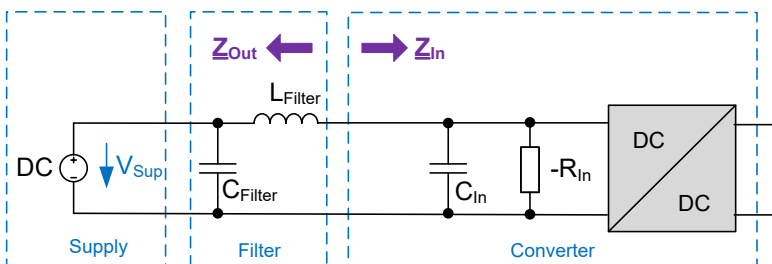 Z_Out
Z_In
L_Filter
DC
+
−
V_Sup
C_Filter
C_In
-R_In
DC
DC
Supply
Filter
Converter